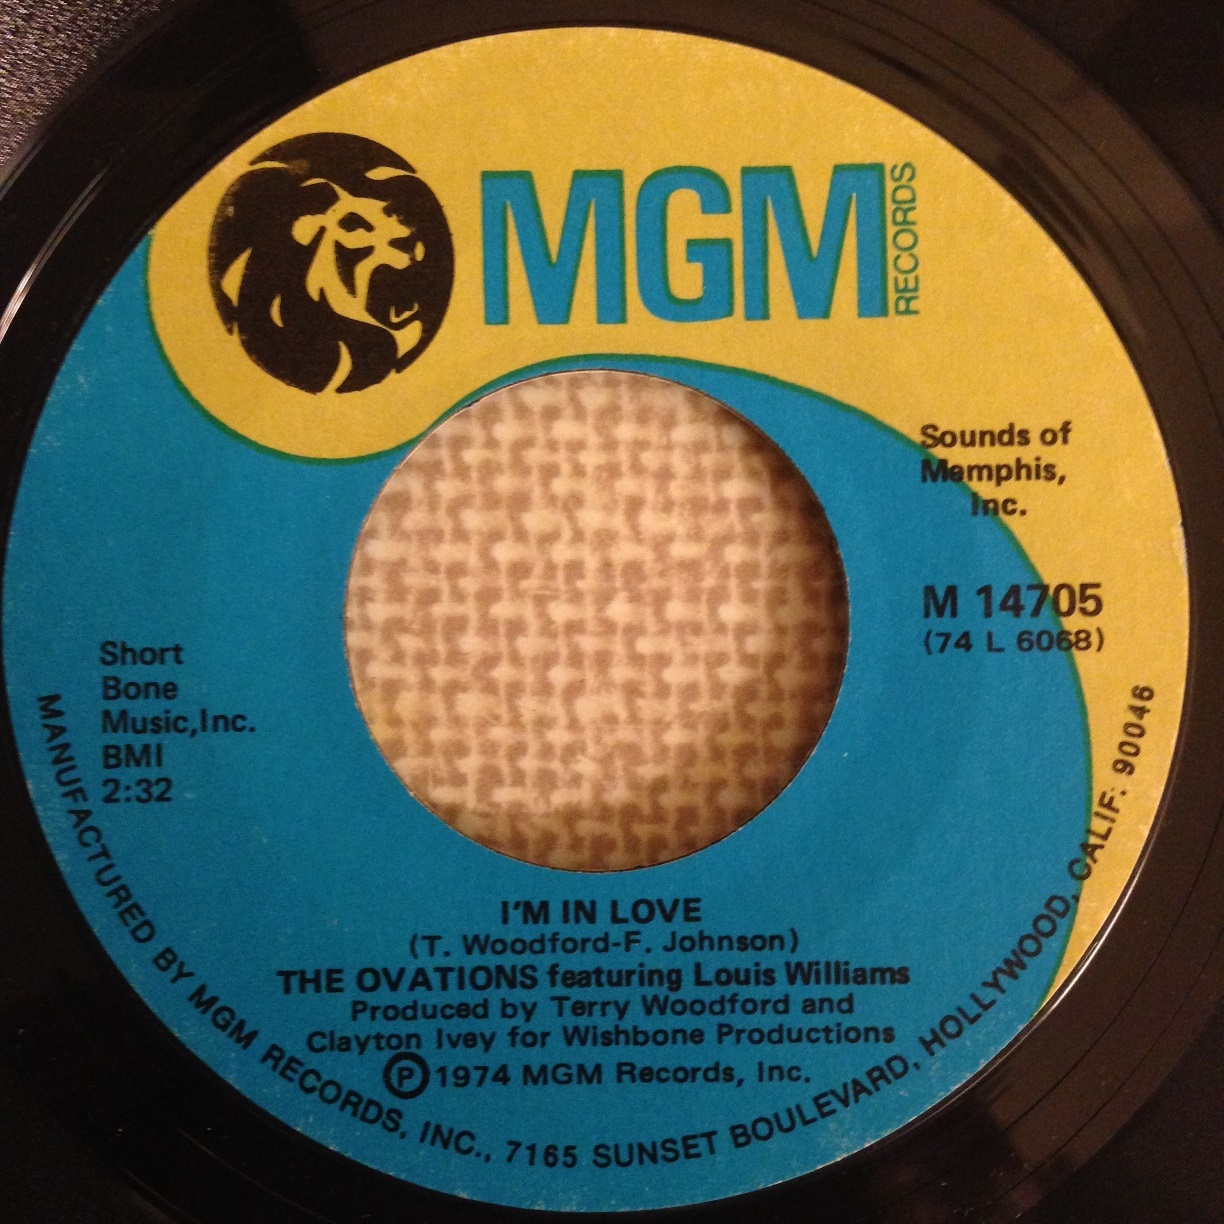 MGM
RECORDS
Sounds of
Memphis,
Inc.
M 14705
(74 L 6068)
Short
Bone
Music,Inc.
BMI
2:32
I'M IN LOVE
(T. Woodford-F. Johnson)
THE OVATIONS featuring Louis Williams
Produced by Terry Woodford and
Clayton Ivey for Wishbone Productions
Ⓟ1974 MGM Records, Inc.
MANUFACTURED BY MGM RECORDS, INC., 7165 SUNSET BOULEVARD, HOLLYWOOD, CALIF: 90046